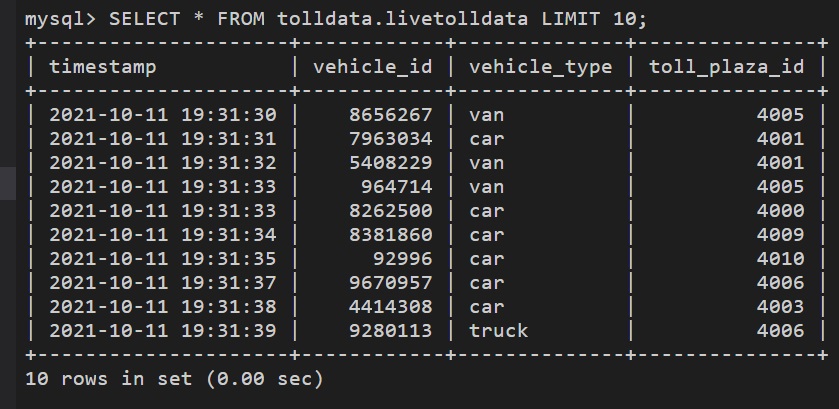 mysql> SELECT * FROM tolldata.livetolldata LIMIT 10;
+---------------------+------------+--------------+---------------+
| timestamp           | vehicle_id | vehicle_type | toll_plaza_id |
+---------------------+------------+--------------+---------------+
| 2021-10-11 19:31:30 |    8656267 | van          |          4005 |
| 2021-10-11 19:31:31 |    7963034 | car          |          4001 |
| 2021-10-11 19:31:32 |    5408229 | van          |          4001 |
| 2021-10-11 19:31:33 |     964714 | van          |          4005 |
| 2021-10-11 19:31:33 |    8262500 | car          |          4000 |
| 2021-10-11 19:31:34 |    8381860 | car          |          4009 |
| 2021-10-11 19:31:35 |      92996 | car          |          4010 |
| 2021-10-11 19:31:37 |    9670957 | car          |          4006 |
| 2021-10-11 19:31:38 |    4414308 | car          |          4003 |
| 2021-10-11 19:31:39 |    9280113 | truck        |          4006 |
+---------------------+------------+--------------+---------------+
10 rows in set (0.00 sec)